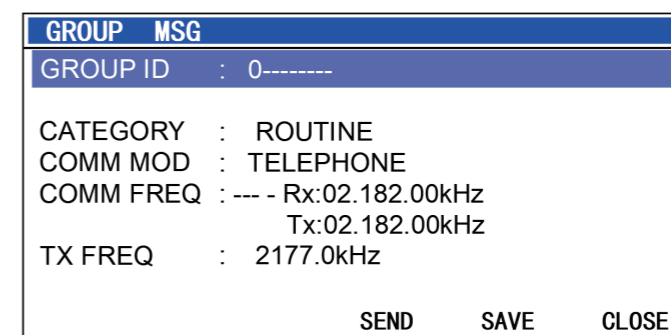 GROUP MSG
GROUP ID : 0--------
CATEGORY : ROUTINE
COMM MOD : TELEPHONE
COMM FREQ : --- - Rx:02.182.00kHz
Tx:02.182.00kHz
TX FREQ : 2177.0kHz
SEND SAVE CLOSE